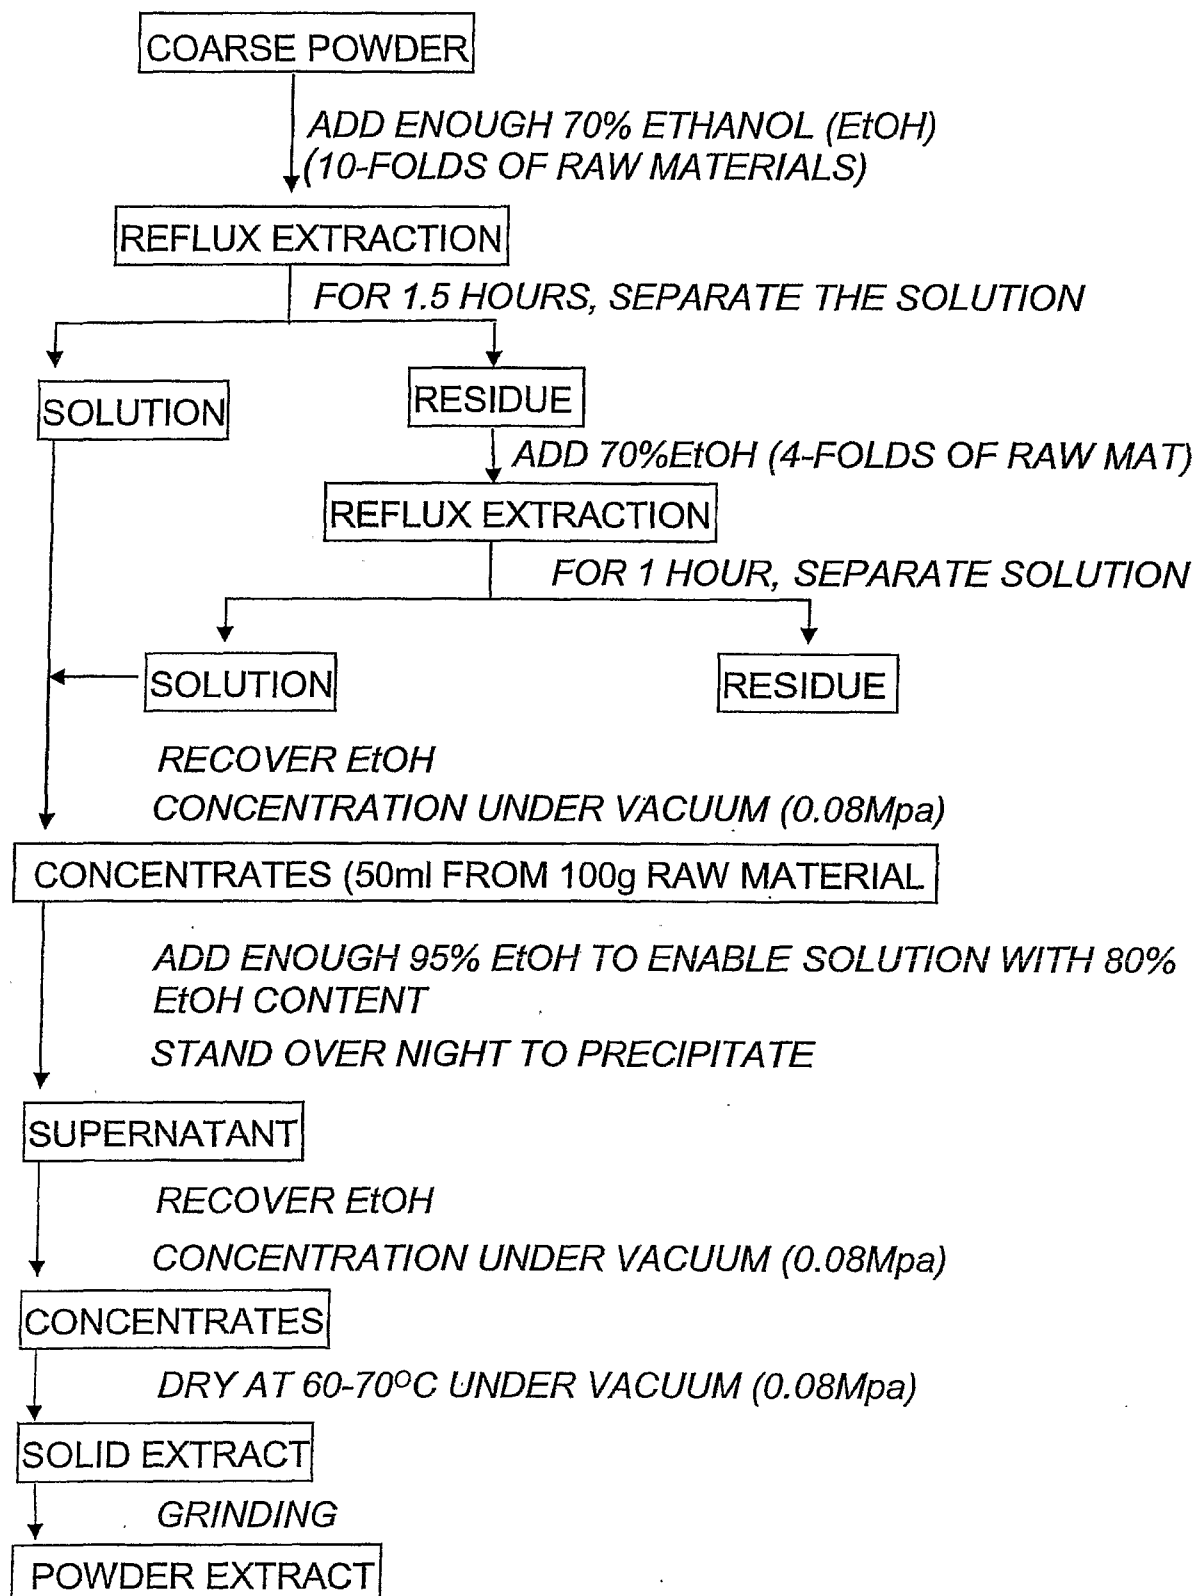 COARSE POWDER
ADD ENOUGH 70% ETHANOL (EtOH)
(10-FOLDS OF RAW MATERIALS)
REFLUX EXTRACTION
FOR 1.5 HOURS, SEPARATE THE SOLUTION
SOLUTION
RESIDUE
ADD 70%EtOH (4-FOLDS OF RAW MAT)
REFLUX EXTRACTION
FOR 1 HOUR, SEPARATE SOLUTION
SOLUTION
RESIDUE
RECOVER EtOH
CONCENTRATION UNDER VACUUM (0.08Mpa)
CONCENTRATES (50ml FROM 100g RAW MATERIAL
ADD ENOUGH 95% EtOH TO ENABLE SOLUTION WITH 80%
EtOH CONTENT
STAND OVER NIGHT TO PRECIPITATE
SUPERNATANT
RECOVER EtOH
CONCENTRATION UNDER VACUUM (0.08Mpa)
CONCENTRATES
DRY AT 60-70°C UNDER VACUUM (0.08Mpa)
SOLID EXTRACT
GRINDING
POWDER EXTRACT